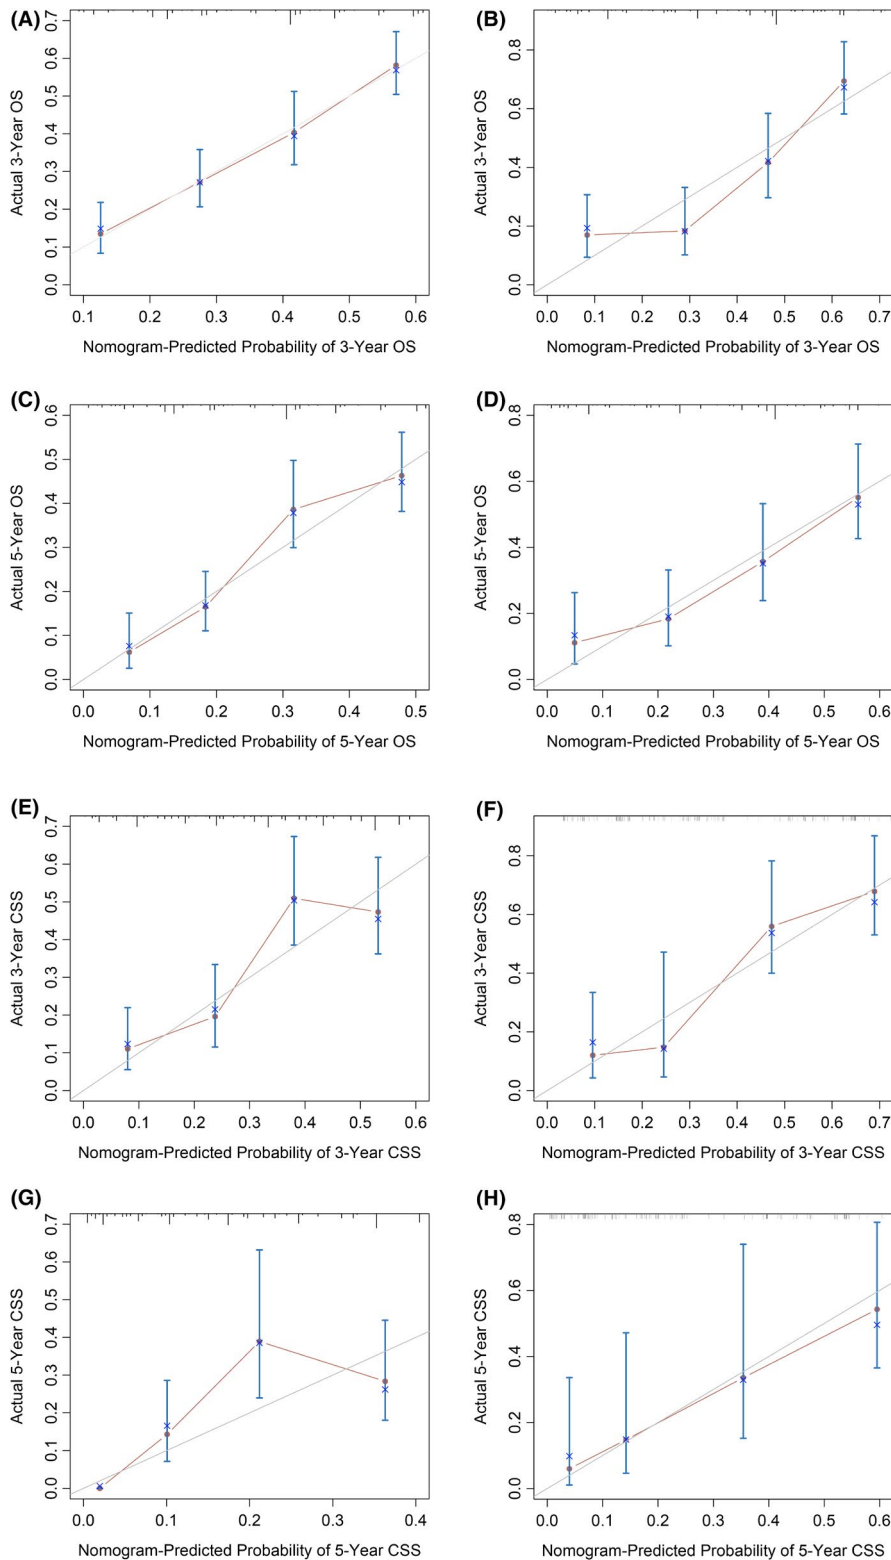 (A)
Actual 3-Year OS
0.7
0.6
0.5
0.4
0.3
0.2
0.1
0.0
0.1 0.2 0.3 0.4 0.5 0.6
Nomogram-Predicted Probability of 3-Year OS
(B)
Actual 3-Year OS
0.8
0.6
0.4
0.2
0.0
0.0 0.1 0.2 0.3 0.4 0.5 0.6 0.7
Nomogram-Predicted Probability of 3-Year OS
(C)
Actual 5-Year OS
0.6
0.5
0.4
0.3
0.2
0.1
0.0
0.0 0.1 0.2 0.3 0.4 0.5
Nomogram-Predicted Probability of 5-Year OS
(D)
Actual 5-Year OS
0.8
0.6
0.4
0.2
0.0
0.0 0.1 0.2 0.3 0.4 0.5 0.6
Nomogram-Predicted Probability of 5-Year OS
(E)
Actual 3-Year CSS
0.7
0.6
0.5
0.4
0.3
0.2
0.1
0.0
0.0 0.1 0.2 0.3 0.4 0.5 0.6
Nomogram-Predicted Probability of 3-Year CSS
(F)
Actual 3-Year CSS
0.8
0.6
0.4
0.2
0.0
0.0 0.1 0.2 0.3 0.4 0.5 0.6 0.7
Nomogram-Predicted Probability of 3-Year CSS
(G)
Actual 5-Year CSS
0.7
0.6
0.5
0.4
0.3
0.2
0.1
0.0
0.0 0.1 0.2 0.3 0.4
Nomogram-Predicted Probability of 5-Year CSS
(H)
Actual 5-Year CSS
0.8
0.6
0.4
0.2
0.0
0.0 0.1 0.2 0.3 0.4 0.5 0.6
Nomogram-Predicted Probability of 5-Year CSS